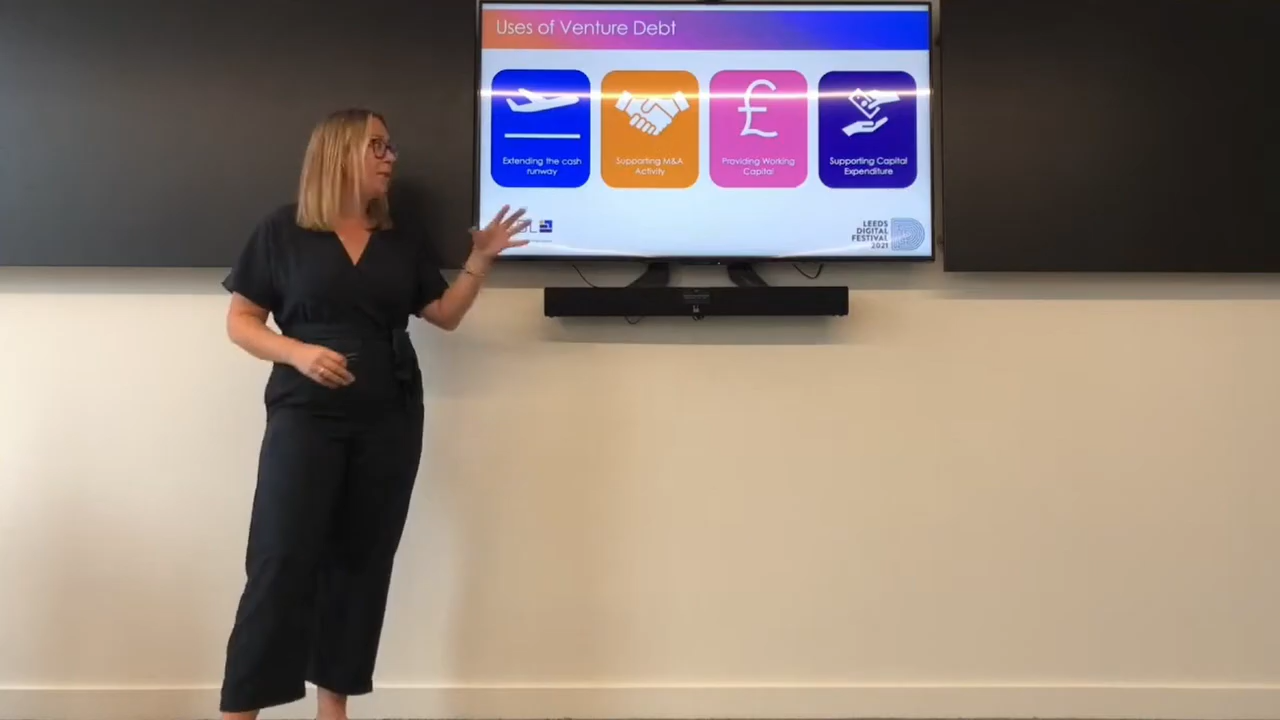 Uses of Venture Debt
Extending the cash
runway
Supporting M&A
Activity
Providing Working
Capital
Supporting Capital
Expenditure
LEEDS
DIGITAL
FESTIVAL
2021